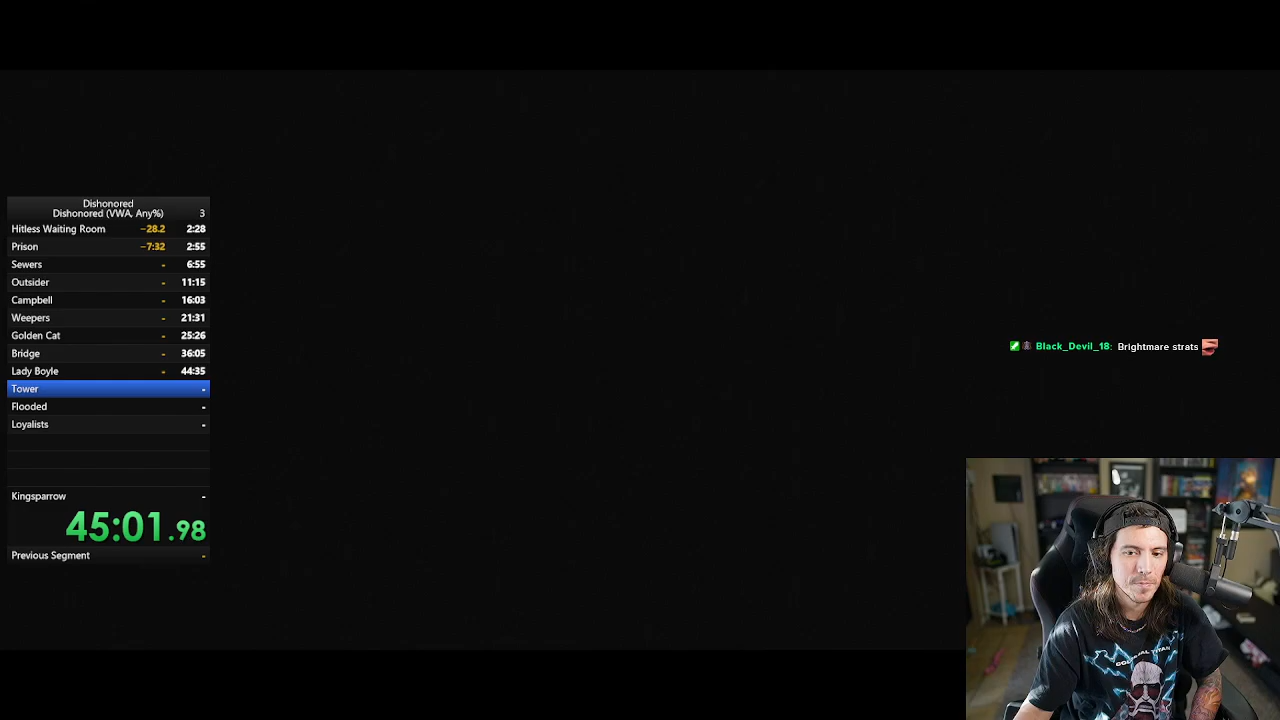 Dishonored
Dishonored (VWA, Any%) 3
Hitless Waiting Room −28.2 2:28
Prison −7:32 2:55
Sewers - 6:55
Outsider - 11:15
Campbell - 16:03
Weepers - 21:31
Golden Cat - 25:26
Bridge - 36:05
Lady Boyle - 44:35
Tower -
Flooded -
Loyalists -
Kingsparrow -
45:01.98
Previous Segment -
Black_Devil_18: Brightmare strats